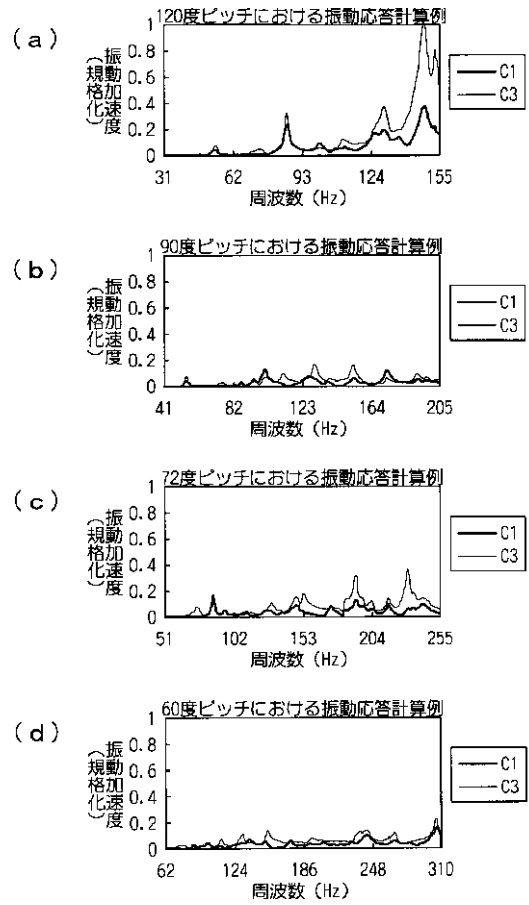 (a)
120度ピッチにおける振動応答計算例
振動加速度
(規格化)
1
0.8
0.6
0.4
0.2
0
31 62 93 124 155
周波数 (Hz)
C1
C3
(b)
90度ピッチにおける振動応答計算例
振動加速度
(規格化)
1
0.8
0.6
0.4
0.2
0
41 82 123 164 205
周波数 (Hz)
C1
C3
(c)
72度ピッチにおける振動応答計算例
振動加速度
(規格化)
1
0.8
0.6
0.4
0.2
0
51 102 153 204 255
周波数 (Hz)
C1
C3
(d)
60度ピッチにおける振動応答計算例
振動加速度
(規格化)
1
0.8
0.6
0.4
0.2
0
62 124 186 248 310
周波数 (Hz)
C1
C3